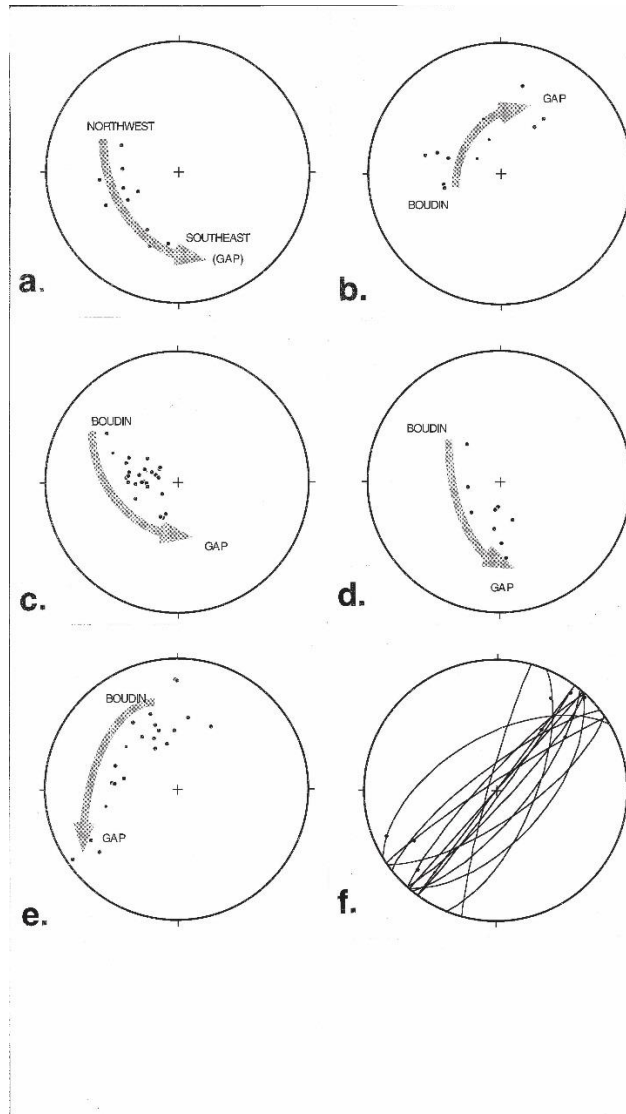 NORTHWEST
SOUTHEAST
(GAP)
a.
GAP
BOUDIN
b.
BOUDIN
GAP
c.
BOUDIN
GAP
d.
BOUDIN
GAP
e.
f.